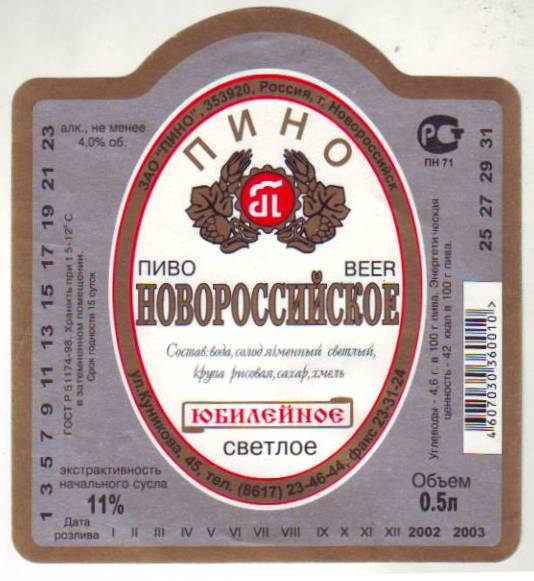 ЗАО "ПИНО", 353920, Россия, г. Новороссийск
ПИНО
ПИВО BEER
НОВОРОССИЙСКОЕ
Состав: вода, солод ячменный светлый,
крупа рисовая, сахар, хмель
ЮБИЛЕЙНОЕ
светлое
ул. Куникова, 45, тел. (8617) 23-46-44, факс 23-31-24
алк., не менее
4,0% об.
1 3 5 7 9 11 13 15 17 19 21 23
ГОСТ Р 51174-98. Хранить при t 5-12° С
в затемненном помещении.
Срок годности 15 суток
экстрактивность
начального сусла
11%
РСТ
ПН 71
25 27 29 31
Углеводы - 4,6 г. в 100 г пива. Энергетическая
ценность - 42 ккал в 100 г пива.
4 607030 360010 >
Объем
0.5л
Дата
розлива I II III IV V VI VII VIII IX X XI XII 2002 2003